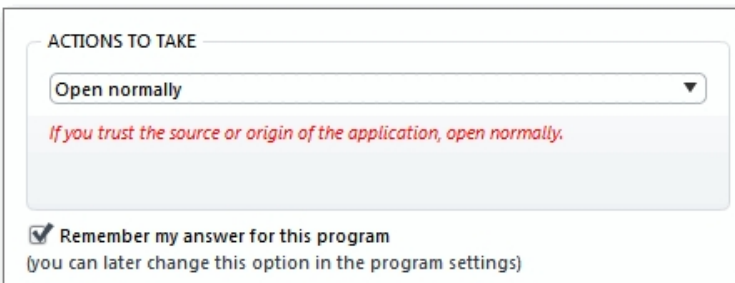 ACTIONS TO TAKE
Open normally
If you trust the source or origin of the application, open normally.
Remember my answer for this program
(you can later change this option in the program settings)